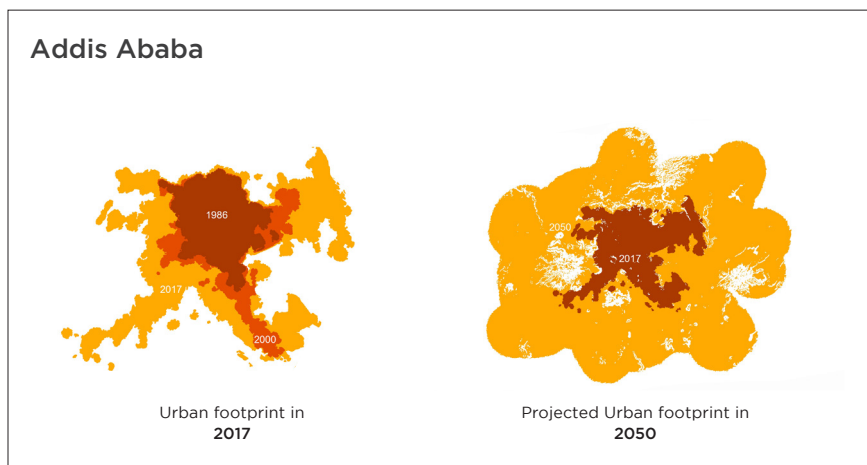 Addis Ababa
1986
2017
2000
2050
2017
Urban footprint in
2017
Projected Urban footprint in
2050